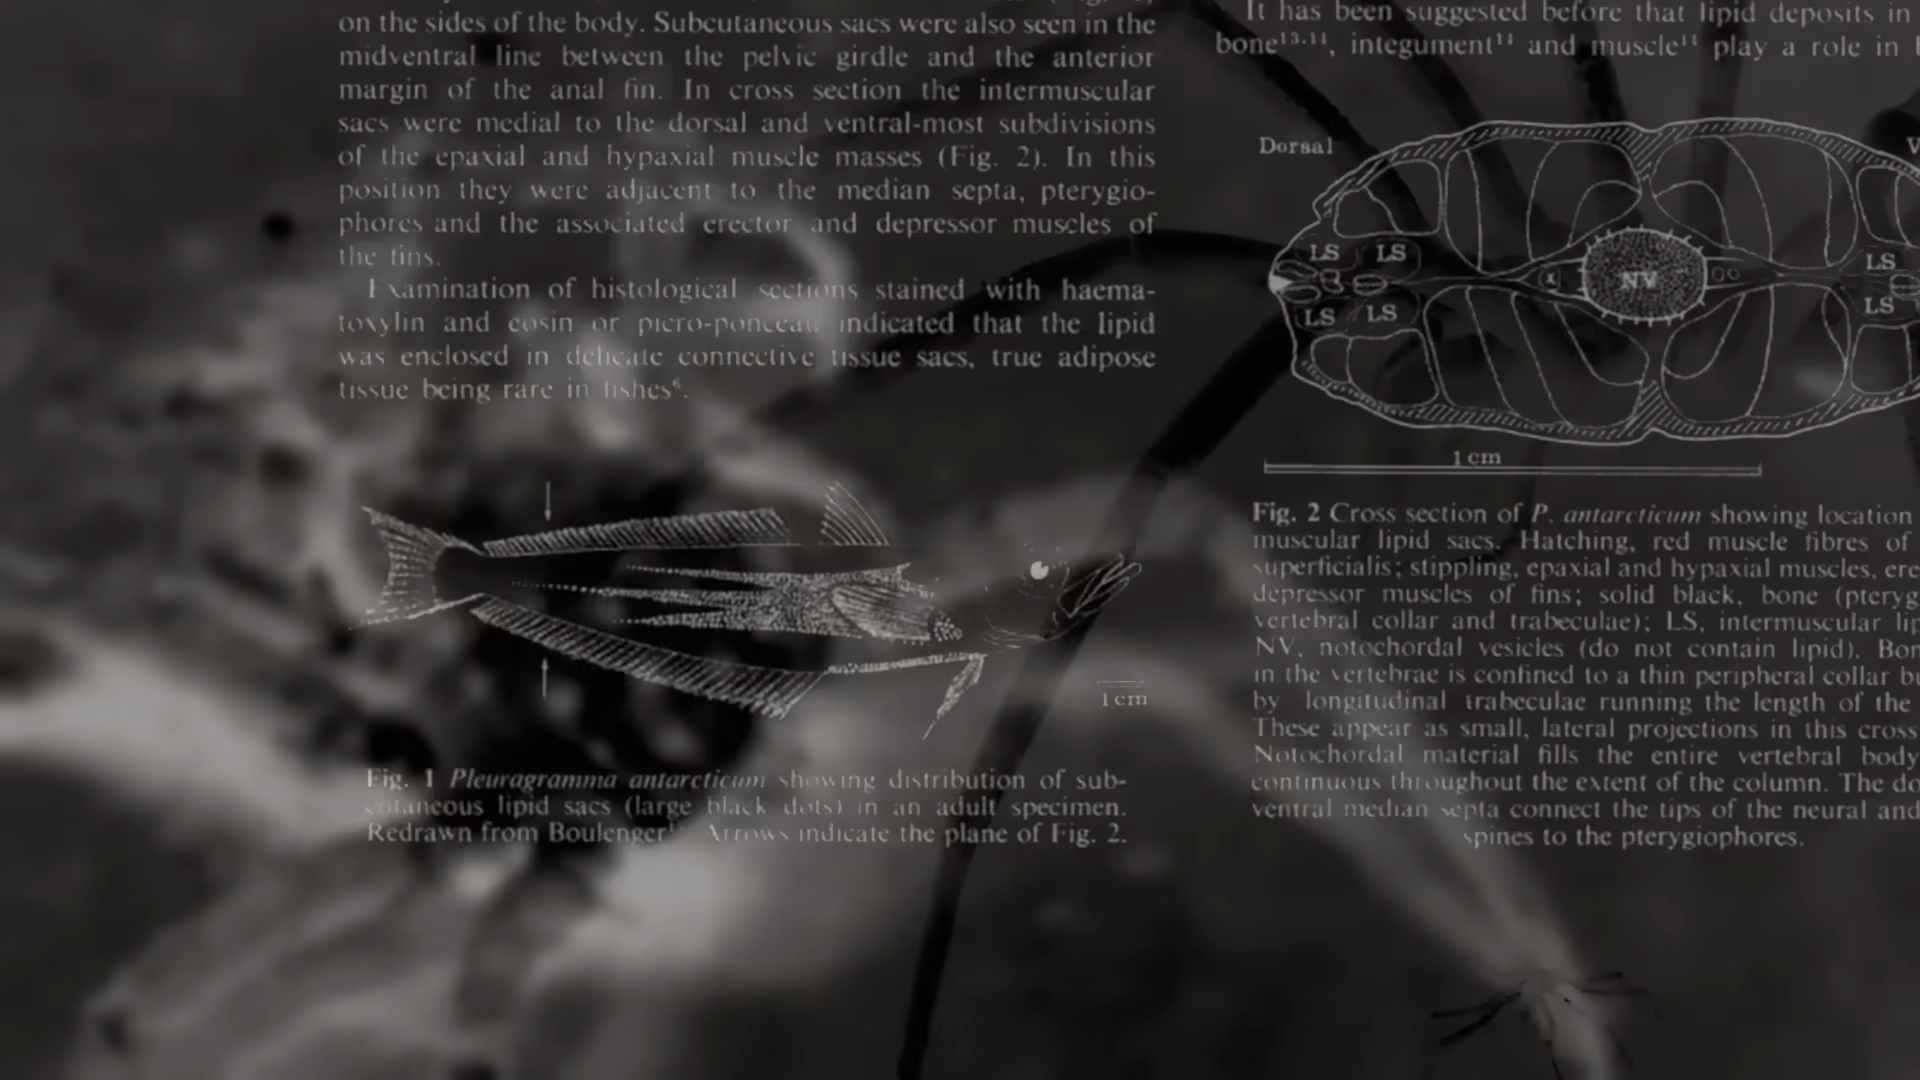 on the sides of the body. Subcutaneous sacs were also seen in the
midventral line between the pelvic girdle and the anterior
margin of the anal fin. In cross section the intermuscular
sacs were medial to the dorsal and ventral-most subdivisions
of the epaxial and hypaxial muscle masses (Fig. 2). In this
position they were adjacent to the median septa, pterygio-
phores and the associated erector and depressor muscles of
the fins.
Examination of histological sections stained with haema-
toxylin and eosin or picro-ponceau indicated that the lipid
was enclosed in delicate connective tissue sacs, true adipose
tissue being rare in fishes⁶.
1 cm
Fig. 1 Pleuragramma antarcticum showing distribution of sub-
cutaneous lipid sacs (large black dots) in an adult specimen.
Redrawn from Boulenger Arrows indicate the plane of Fig. 2.
It has been suggested before that lipid deposits in
bone¹³·¹¹, integument¹¹ and muscle¹¹ play a role in
Dorsal
LS LS LS
NV
LS LS LS
1 cm
Fig. 2 Cross section of P. antarcticum showing location
muscular lipid sacs. Hatching, red muscle fibres of
superficialis; stippling, epaxial and hypaxial muscles, ere
depressor muscles of fins; solid black, bone (pteryg
vertebral collar and trabeculae); LS, intermuscular lip
NV, notochordal vesicles (do not contain lipid). Bon
in the vertebrae is confined to a thin peripheral collar bu
by longitudinal trabeculae running the length of the
These appear as small, lateral projections in this cross
Notochordal material fills the entire vertebral body
continuous throughout the extent of the column. The do
ventral median septa connect the tips of the neural and
spines to the pterygiophores.